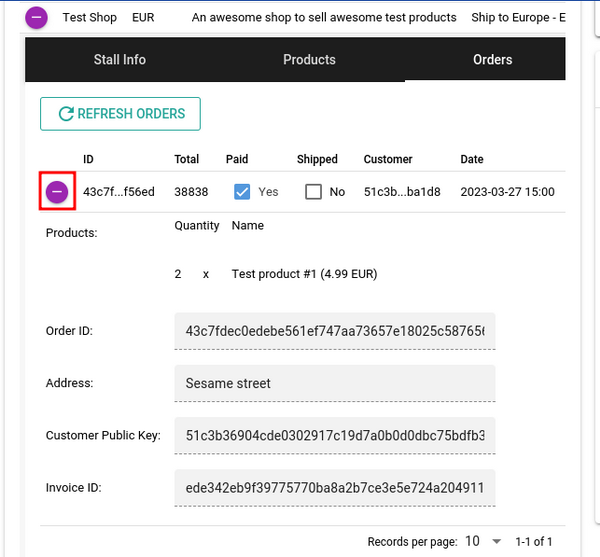 Test Shop EUR An awesome shop to sell awesome test products Ship to Europe - E
Stall Info Products Orders
REFRESH ORDERS
ID Total Paid Shipped Customer Date
43c7f...f56ed 38838 Yes No 51c3b...ba1d8 2023-03-27 15:00
Products: Quantity Name
2 x Test product #1 (4.99 EUR)
Order ID: 43c7fdec0edebe561ef747aa73657e18025c587656
Address: Sesame street
Customer Public Key: 51c3b36904cde0302917c19d7a0b0d0dbc75bdfb3
Invoice ID: ede342eb9f39775770ba8a2b7ce3e5e724a204911
Records per page: 10 1-1 of 1